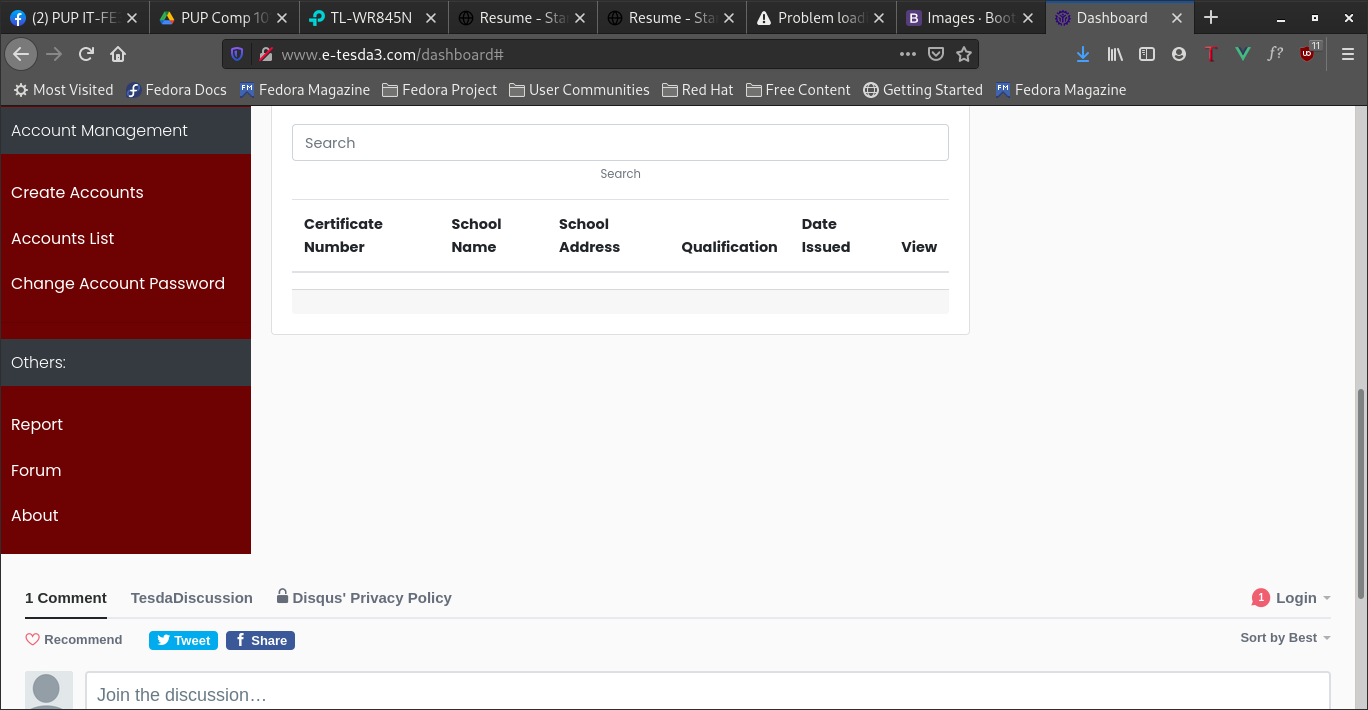 (2) PUP IT-FE
PUP Comp 10
TL-WR845N
Resume - Sta
Resume - Sta
Problem load
Images · Boot
Dashboard
www.e-tesda3.com/dashboard#
11
Most Visited
Fedora Docs
Fedora Magazine
Fedora Project
User Communities
Red Hat
Free Content
Getting Started
Fedora Magazine
Account Management
Create Accounts
Accounts List
Change Account Password
Others:
Report
Forum
About
Search
Search
Certificate Number
School Name
School Address
Qualification
Date Issued
View
1 Comment
TesdaDiscussion
Disqus' Privacy Policy
1
Login
Recommend
Tweet
Share
Sort by Best
Join the discussion…